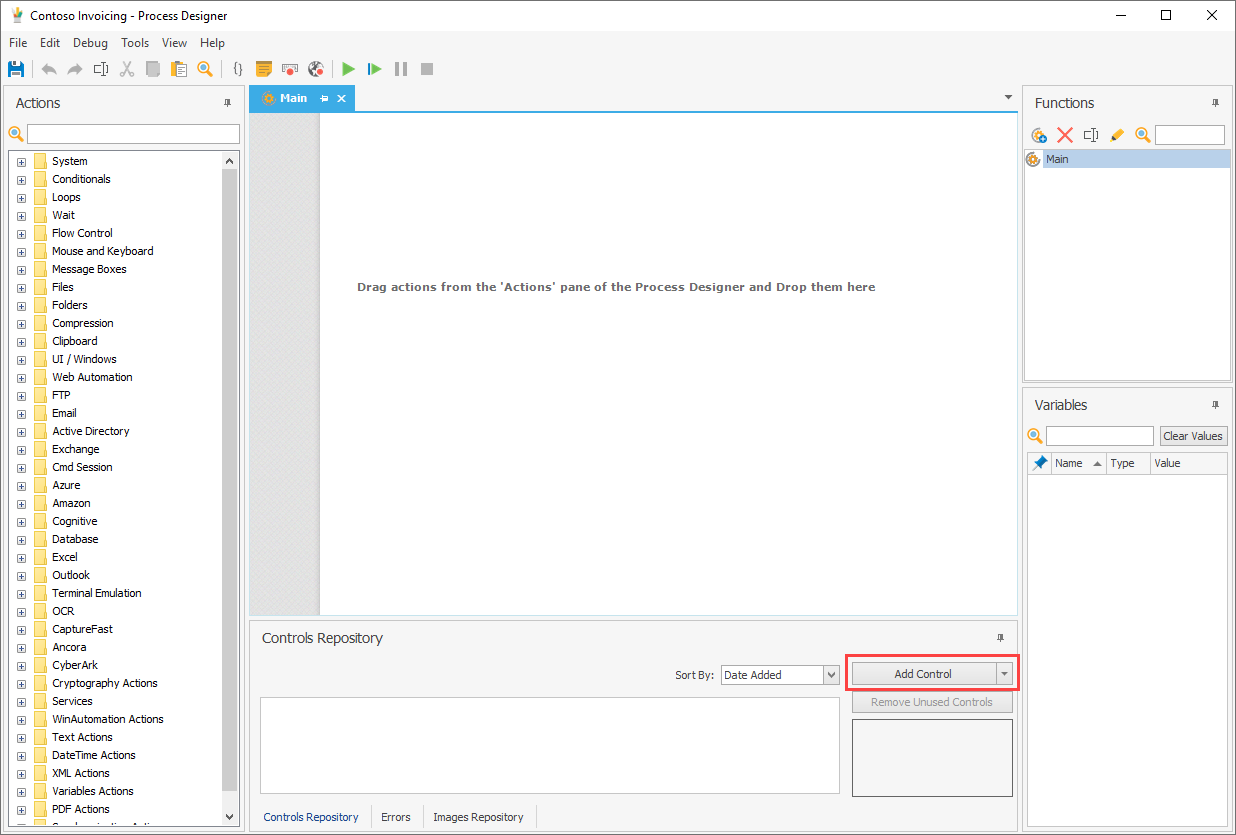 Contoso Invoicing - Process Designer
File Edit Debug Tools View Help
Actions
System
Conditionals
Loops
Wait
Flow Control
Mouse and Keyboard
Message Boxes
Files
Folders
Compression
Clipboard
UI / Windows
Web Automation
FTP
Email
Active Directory
Exchange
Cmd Session
Azure
Amazon
Cognitive
Database
Excel
Outlook
Terminal Emulation
OCR
CaptureFast
Ancora
CyberArk
Cryptography Actions
Services
WinAutomation Actions
Text Actions
DateTime Actions
XML Actions
Variables Actions
PDF Actions
Main
Drag actions from the 'Actions' pane of the Process Designer and Drop them here
Controls Repository
Sort By: Date Added
Add Control
Remove Unused Controls
Controls Repository Errors Images Repository
Functions
Main
Variables
Clear Values
Name Type Value